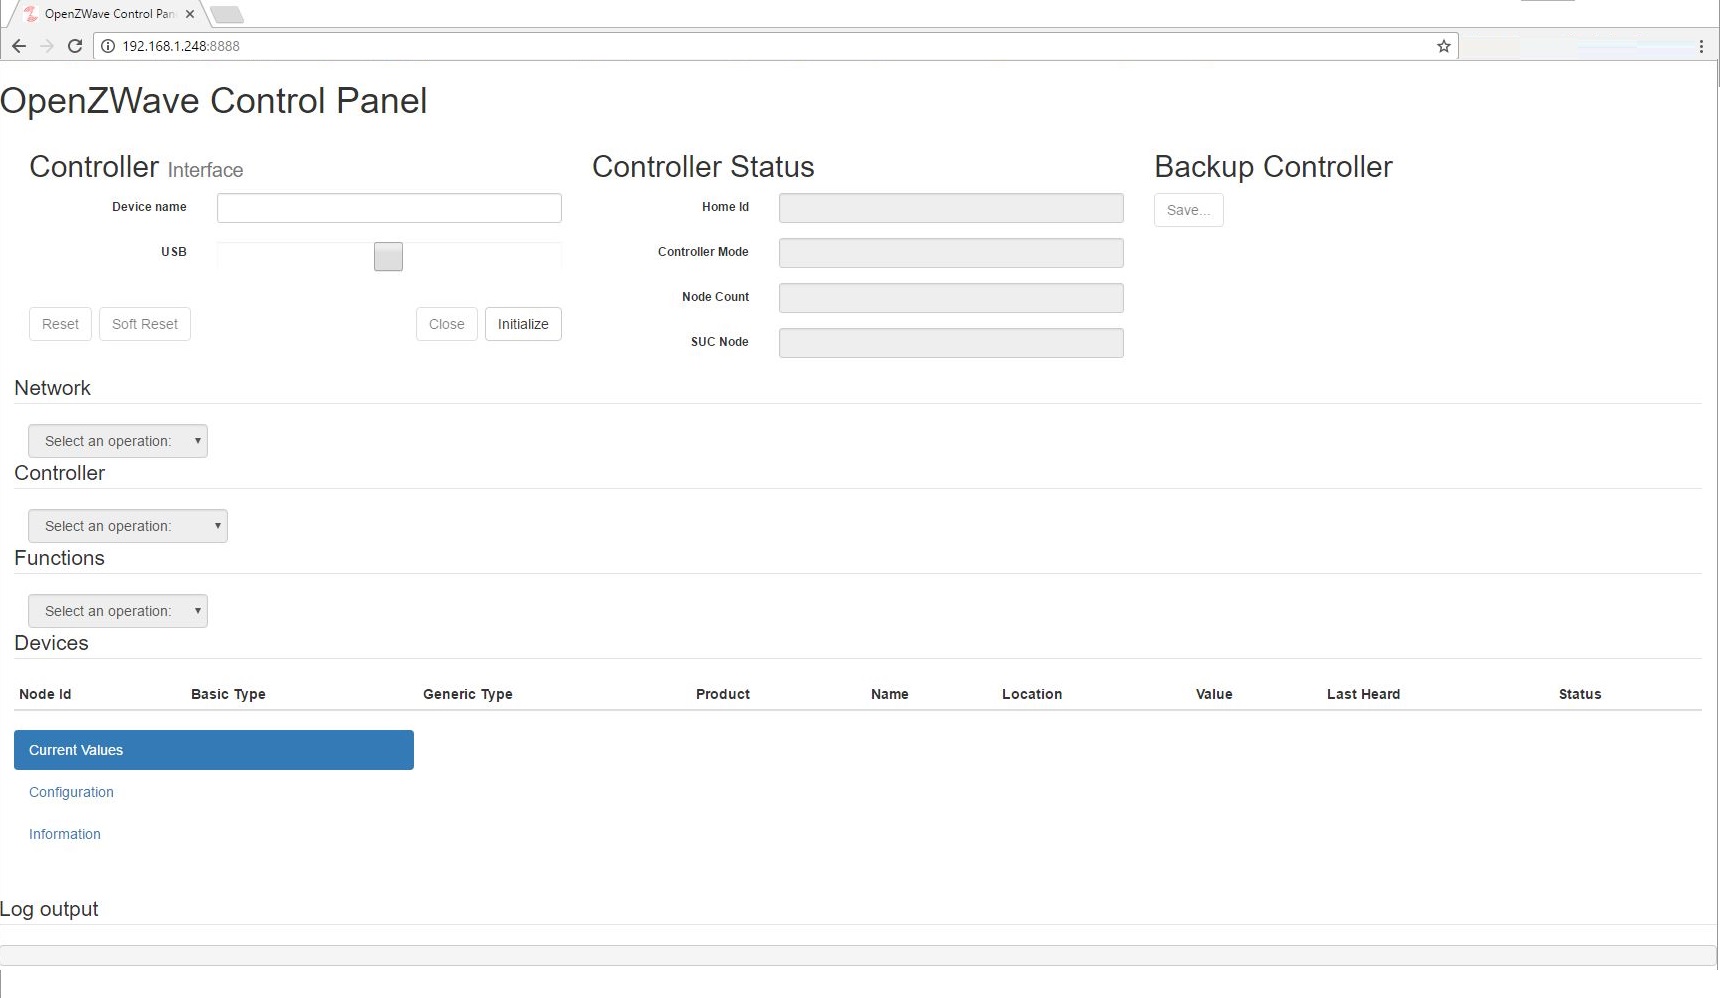 OpenZWave Control Pan
192.168.1.248:8888
OpenZWave Control Panel
Controller Interface
Device name
USB
Reset
Soft Reset
Close
Initialize
Controller Status
Home Id
Controller Mode
Node Count
SUC Node
Backup Controller
Save...
Network
Select an operation:
Controller
Select an operation:
Functions
Select an operation:
Devices
Node Id Basic Type Generic Type Product Name Location Value Last Heard Status
Current Values
Configuration
Information
Log output